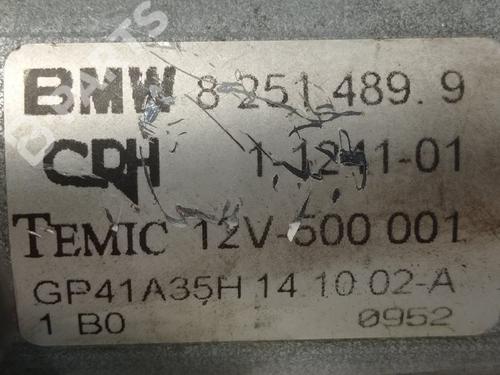 BMW 8 251 489. 9
CPH 1-1241-01
TEMIC 12V-500 001
GP41A35H 14 10 02-A
1 B0 0952